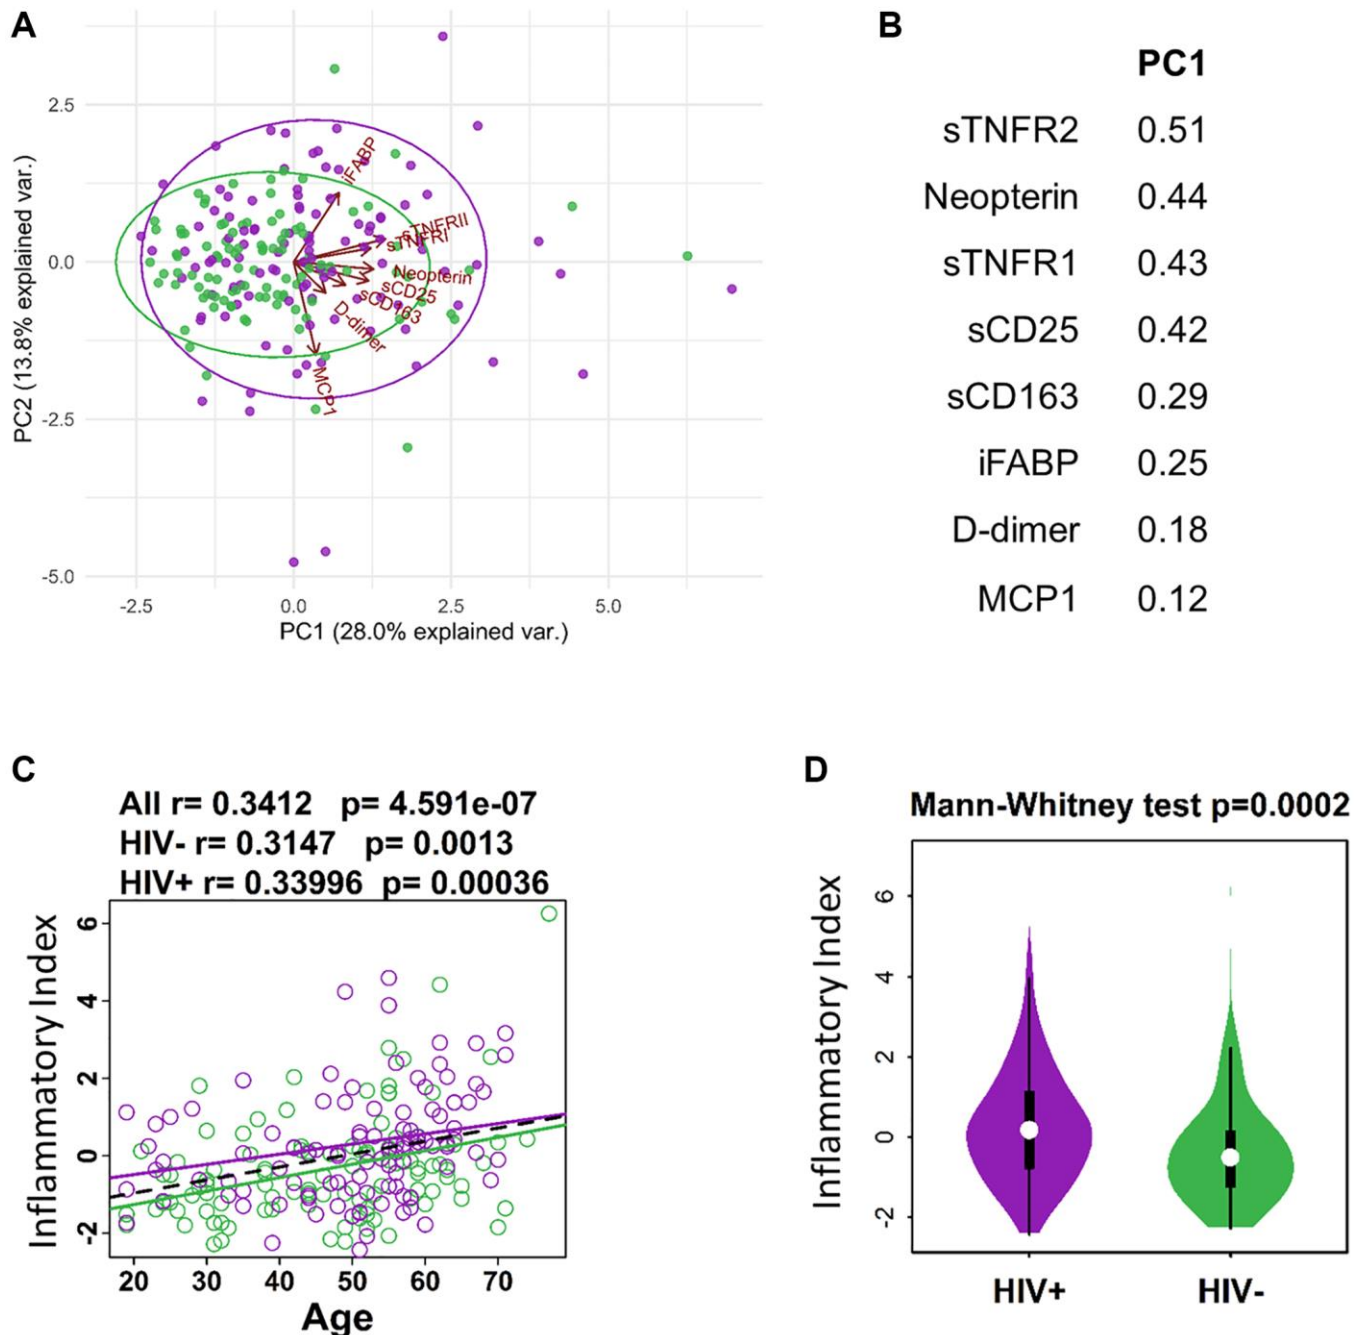 A
PC2 (13.8% explained var.)
2.5
0.0
-2.5
-5.0
iFABP
sTNFRII
sTNFRI
Neopterin
sCD25
sCD163
D-dimer
MCP1
-2.5 0.0 2.5 5.0
PC1 (28.0% explained var.)
B
PC1
sTNFR2 0.51
Neopterin 0.44
sTNFR1 0.43
sCD25 0.42
sCD163 0.29
iFABP 0.25
D-dimer 0.18
MCP1 0.12
C
All r= 0.3412 p= 4.591e-07
HIV- r= 0.3147 p= 0.0013
HIV+ r= 0.33996 p= 0.00036
Inflammatory Index
6
4
2
0
-2
20 30 40 50 60 70
Age
D
Mann-Whitney test p=0.0002
Inflammatory Index
6
4
2
0
-2
HIV+ HIV-